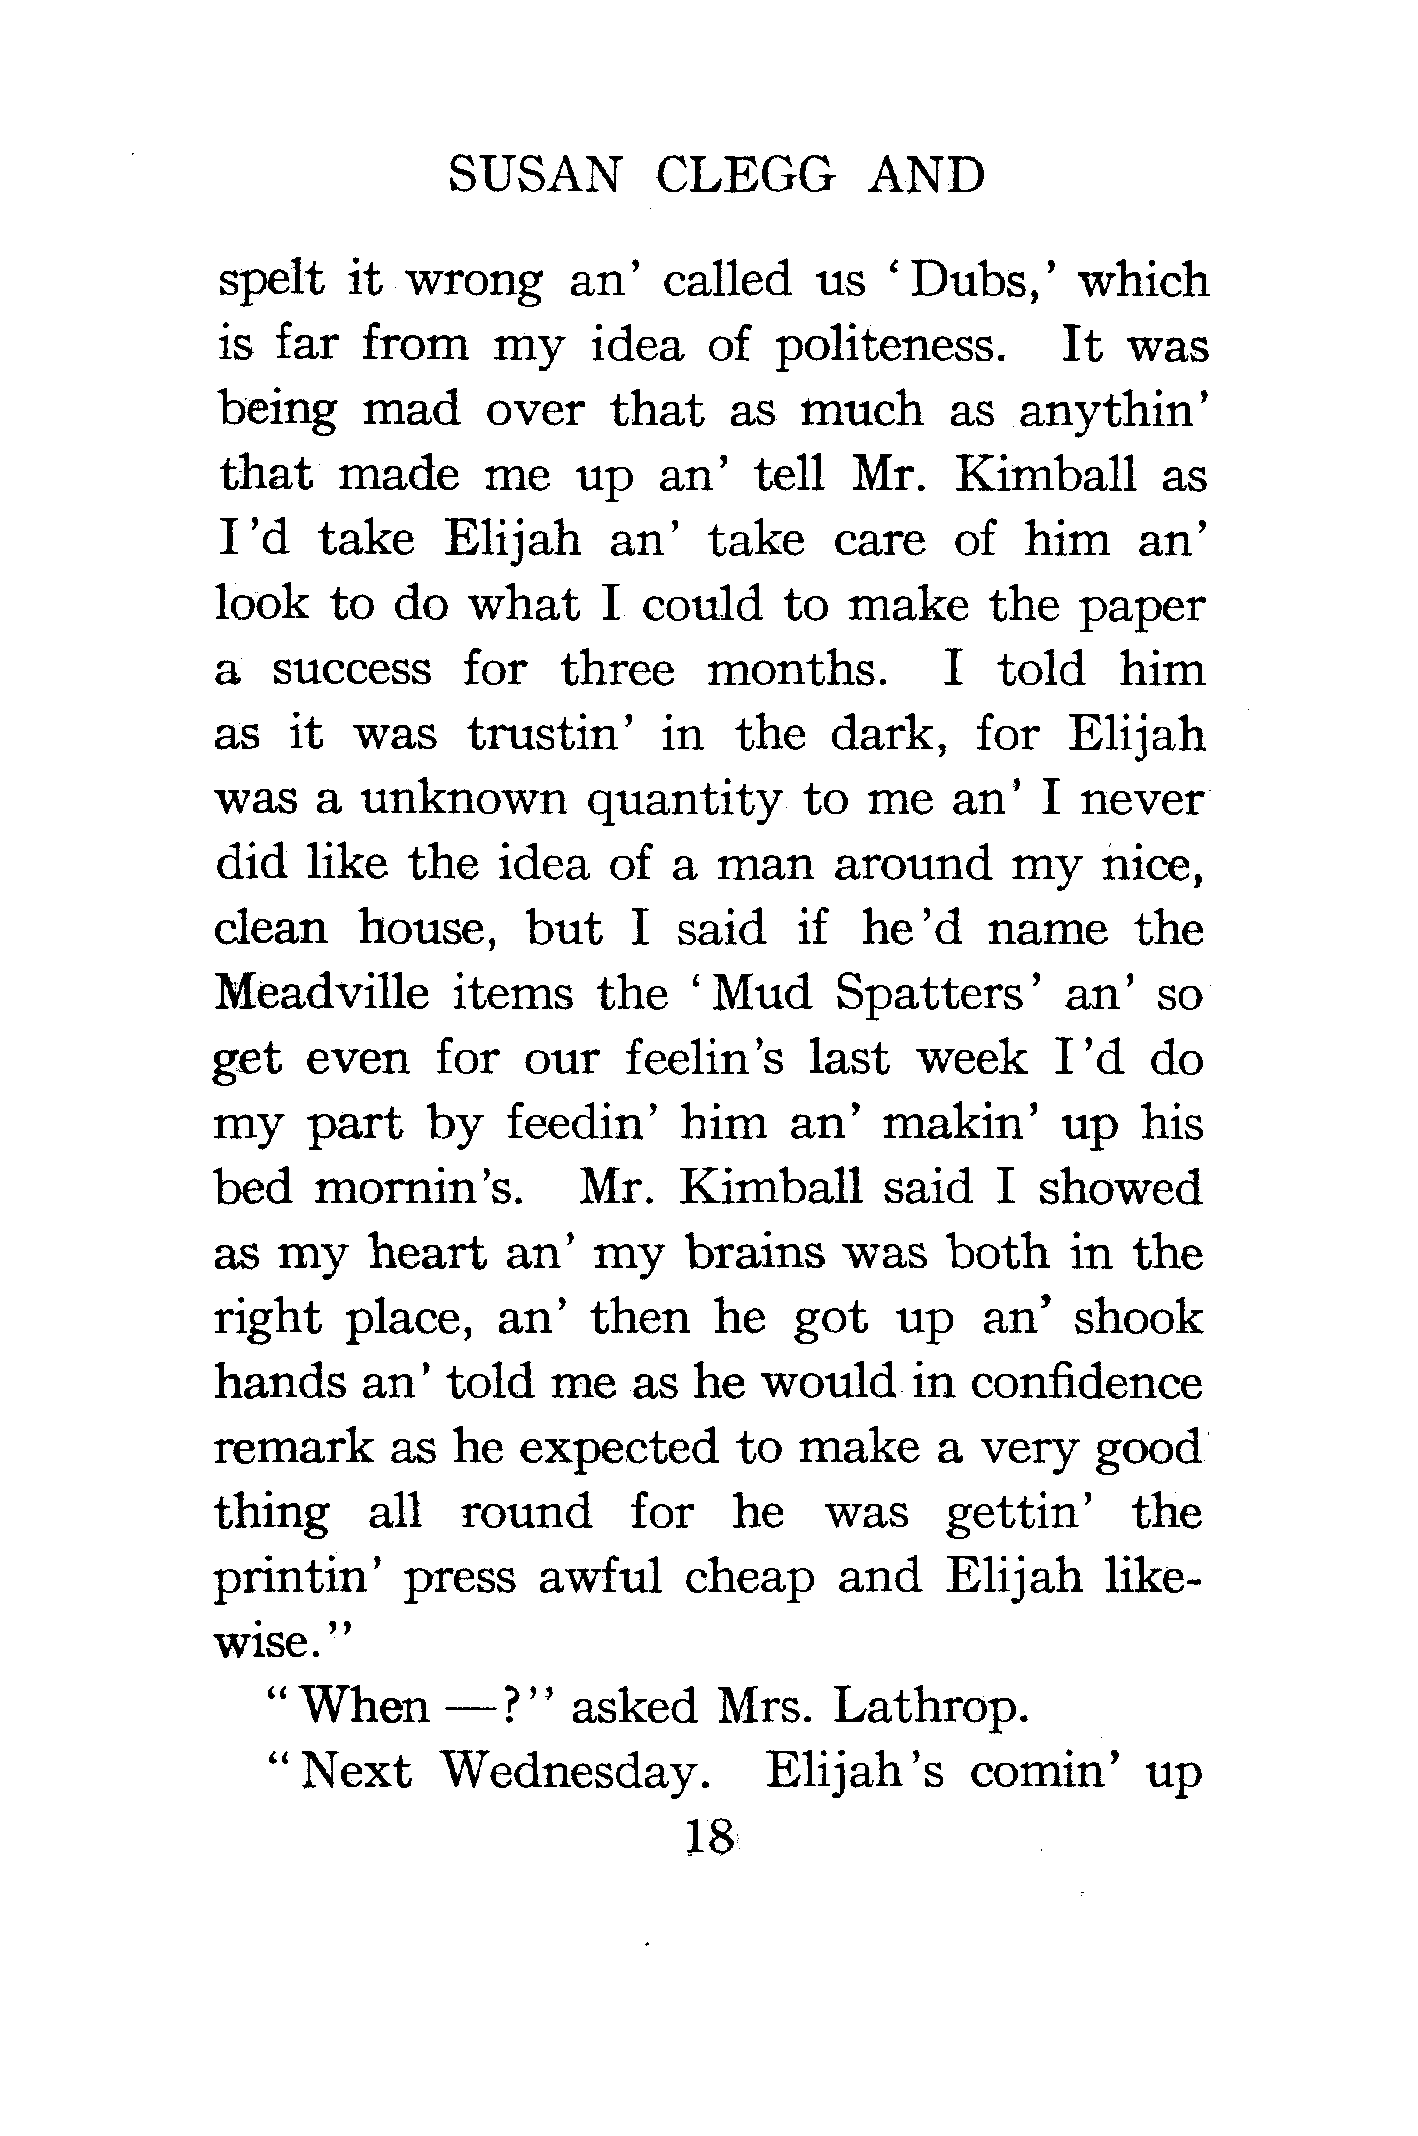 SUSAN CLEGG AND
spelt it wrong an' called us 'Dubs,' which
is far from my idea of politeness. It was
being mad over that as much as anythin'
that made me up an' tell Mr. Kimball as
I'd take Elijah an' take care of him an'
look to do what I could to make the paper
a success for three months. I told him
as it was trustin' in the dark, for Elijah
was a unknown quantity to me an' I never
did like the idea of a man around my nice,
clean house, but I said if he'd name the
Meadville items the 'Mud Spatters' an' so
get even for our feelin's last week I'd do
my part by feedin' him an' makin' up his
bed mornin's. Mr. Kimball said I showed
as my heart an' my brains was both in the
right place, an' then he got up an' shook
hands an' told me as he would in confidence
remark as he expected to make a very good
thing all round for he was gettin' the
printin' press awful cheap and Elijah like-
wise."
"When —?" asked Mrs. Lathrop.
"Next Wednesday. Elijah's comin' up
18